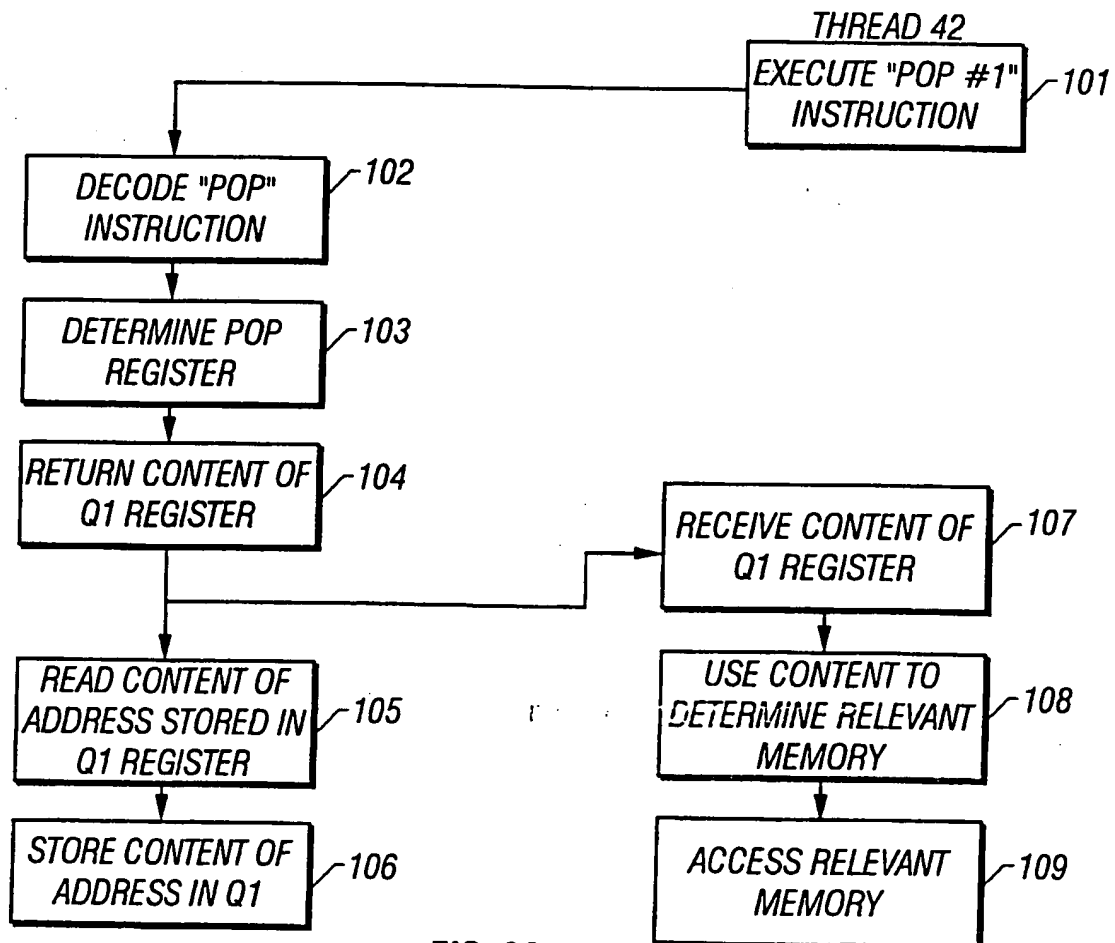 THREAD 42
EXECUTE "POP #1"
INSTRUCTION
101
DECODE "POP"
INSTRUCTION
102
DETERMINE POP
REGISTER
103
RETURN CONTENT OF
Q1 REGISTER
104
RECEIVE CONTENT OF
Q1 REGISTER
107
READ CONTENT OF
ADDRESS STORED IN
Q1 REGISTER
105
USE CONTENT TO
DETERMINE RELEVANT
MEMORY
108
STORE CONTENT OF
ADDRESS IN Q1
106
ACCESS RELEVANT
MEMORY
109